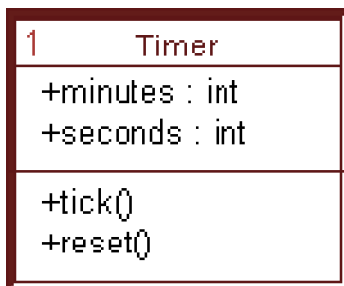 1 Timer
+minutes : int
+seconds : int
+tick()
+reset()